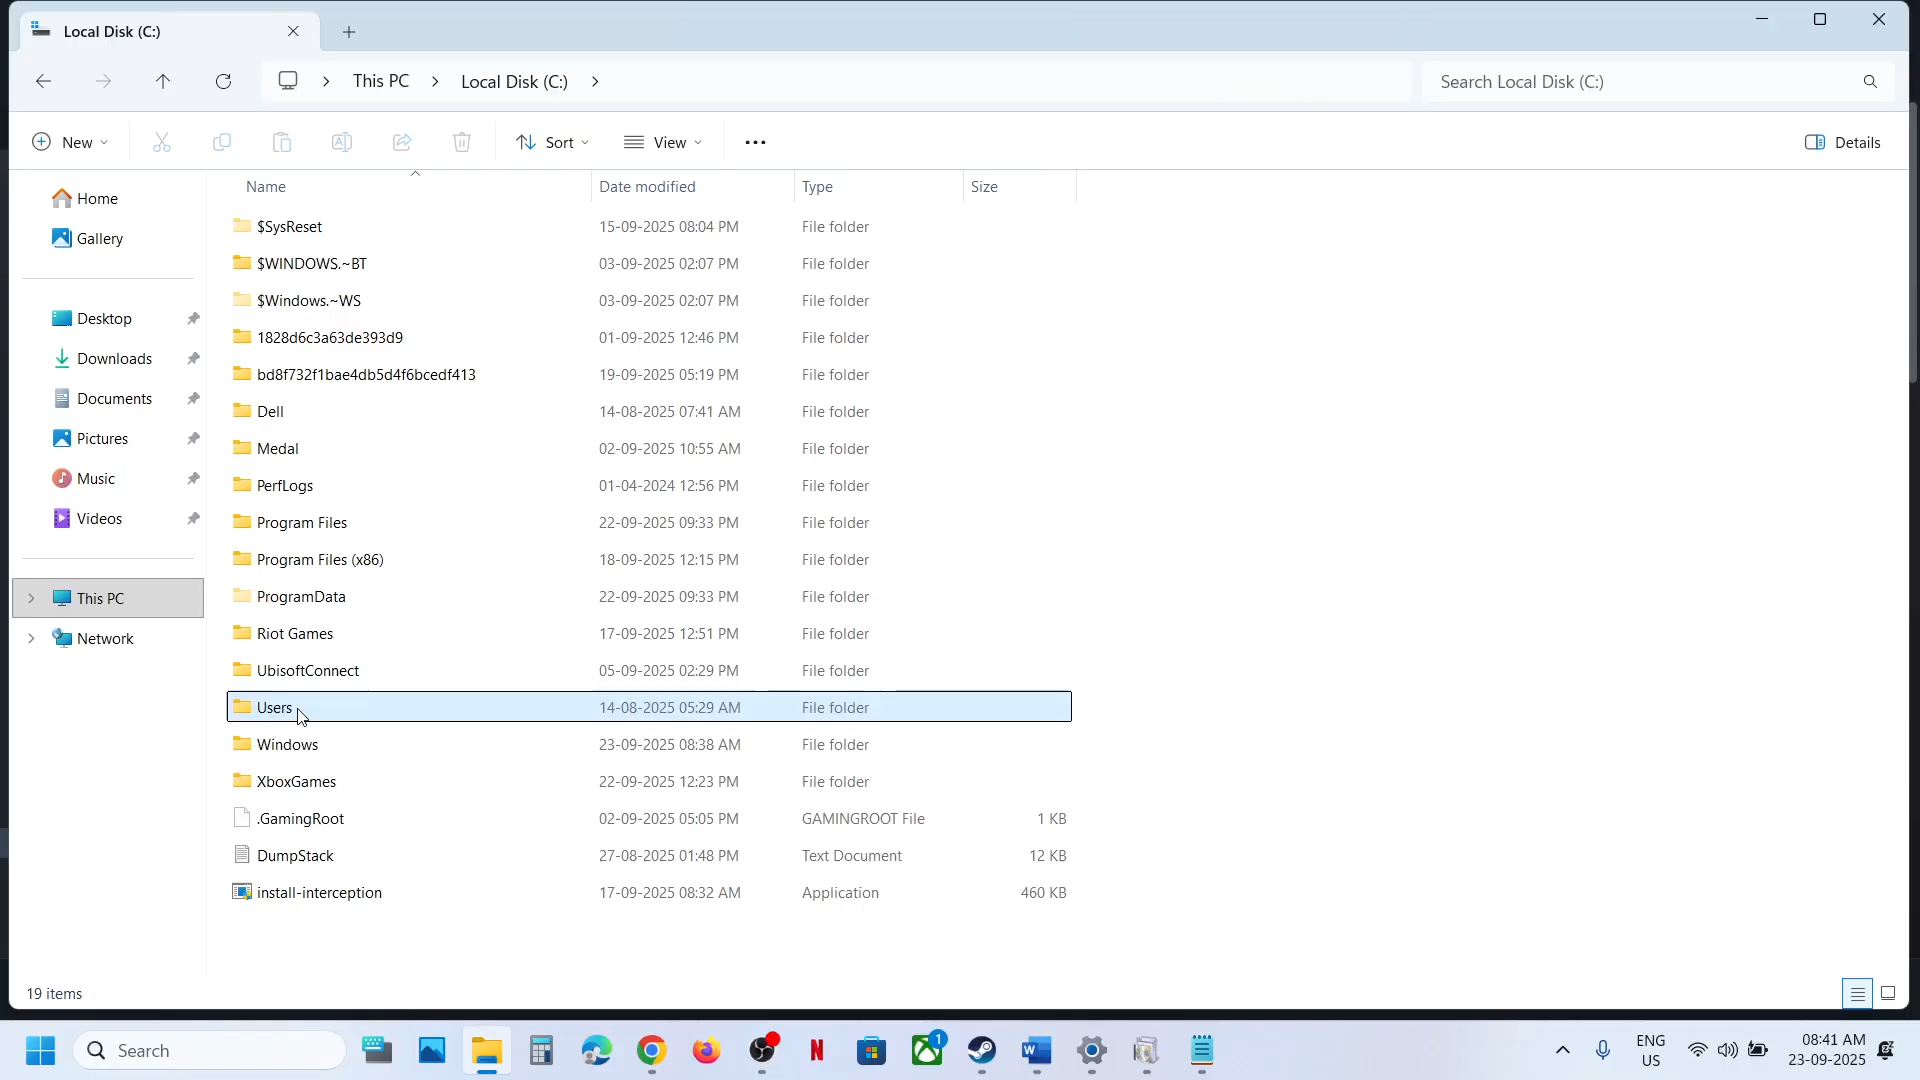 Local Disk (C:)
This PC
Local Disk (C:)
Search Local Disk (C:)
New
Sort
View
Details
Name Date modified Type Size
Home
Gallery
Desktop
Downloads
Documents
Pictures
Music
Videos
This PC
Network
$SysReset 15-09-2025 08:04 PM File folder
$WINDOWS.~BT 03-09-2025 02:07 PM File folder
$Windows.~WS 03-09-2025 02:07 PM File folder
1828d6c3a63de393d9 01-09-2025 12:46 PM File folder
bd8f732f1bae4db5d4f6bcedf413 19-09-2025 05:19 PM File folder
Dell 14-08-2025 07:41 AM File folder
Medal 02-09-2025 10:55 AM File folder
PerfLogs 01-04-2024 12:56 PM File folder
Program Files 22-09-2025 09:33 PM File folder
Program Files (x86) 18-09-2025 12:15 PM File folder
ProgramData 22-09-2025 09:33 PM File folder
Riot Games 17-09-2025 12:51 PM File folder
UbisoftConnect 05-09-2025 02:29 PM File folder
Users 14-08-2025 05:29 AM File folder
Windows 23-09-2025 08:38 AM File folder
XboxGames 22-09-2025 12:23 PM File folder
.GamingRoot 02-09-2025 05:05 PM GAMINGROOT File 1 KB
DumpStack 27-08-2025 01:48 PM Text Document 12 KB
install-interception 17-09-2025 08:32 AM Application 460 KB
19 items
Search
1
ENG
US
08:41 AM
23-09-2025